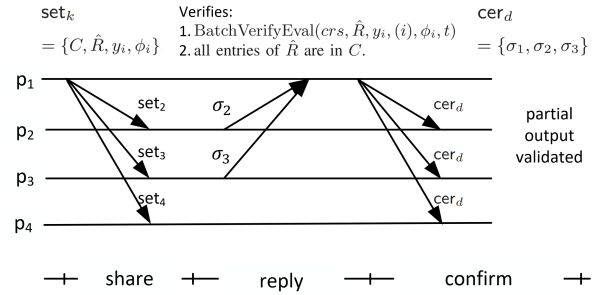 set_k
= {C, R̂, y_i, ϕ_i}
Verifies:
1. BatchVerifyEval(crs, R̂, y_i, (i), ϕ_i, t)
2. all entries of R̂ are in C.
cer_d
= {σ_1, σ_2, σ_3}
p_1
set_2
σ_2
cer_d
p_2
set_3
σ_3
cer_d
p_3
set_4
cer_d
p_4
partial
output
validated
share
reply
confirm